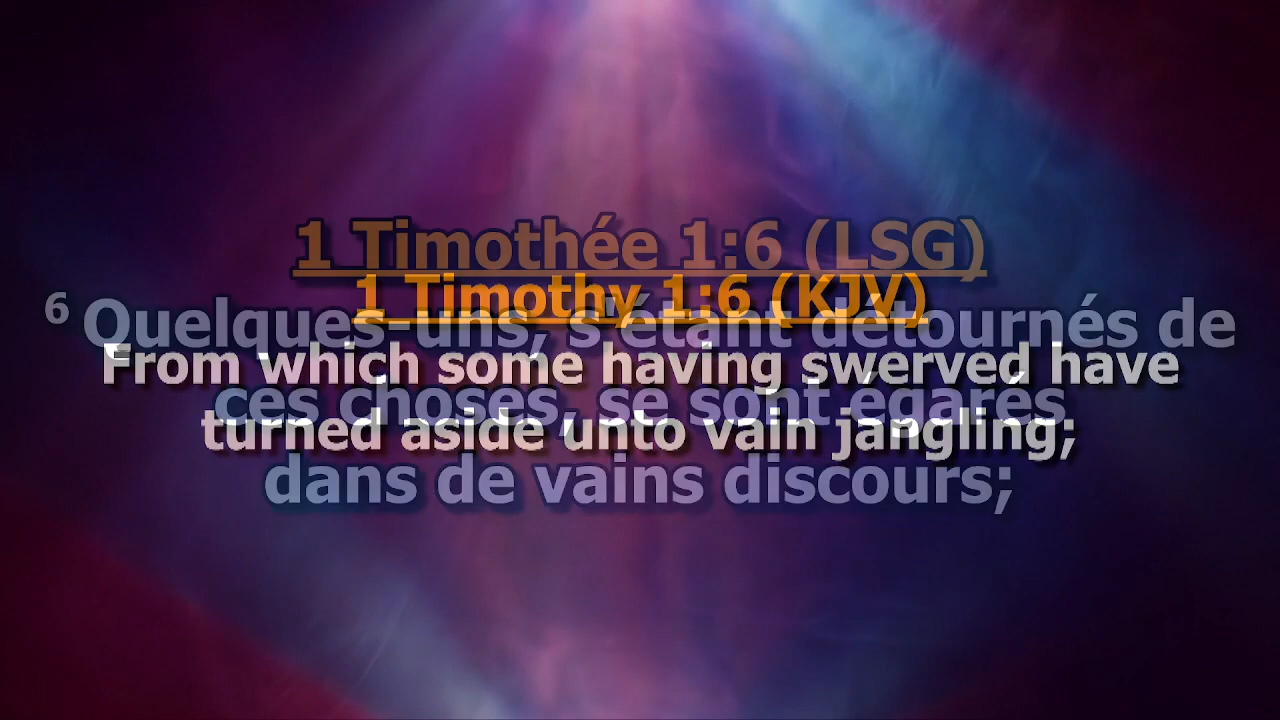 1 Timothée 1:6 (LSG)
6 Quelques-uns, s'étant détournés de
ces choses, se sont égarés
dans de vains discours;
1 Timothy 1:6 (KJV)
From which some having swerved have
turned aside unto vain jangling;